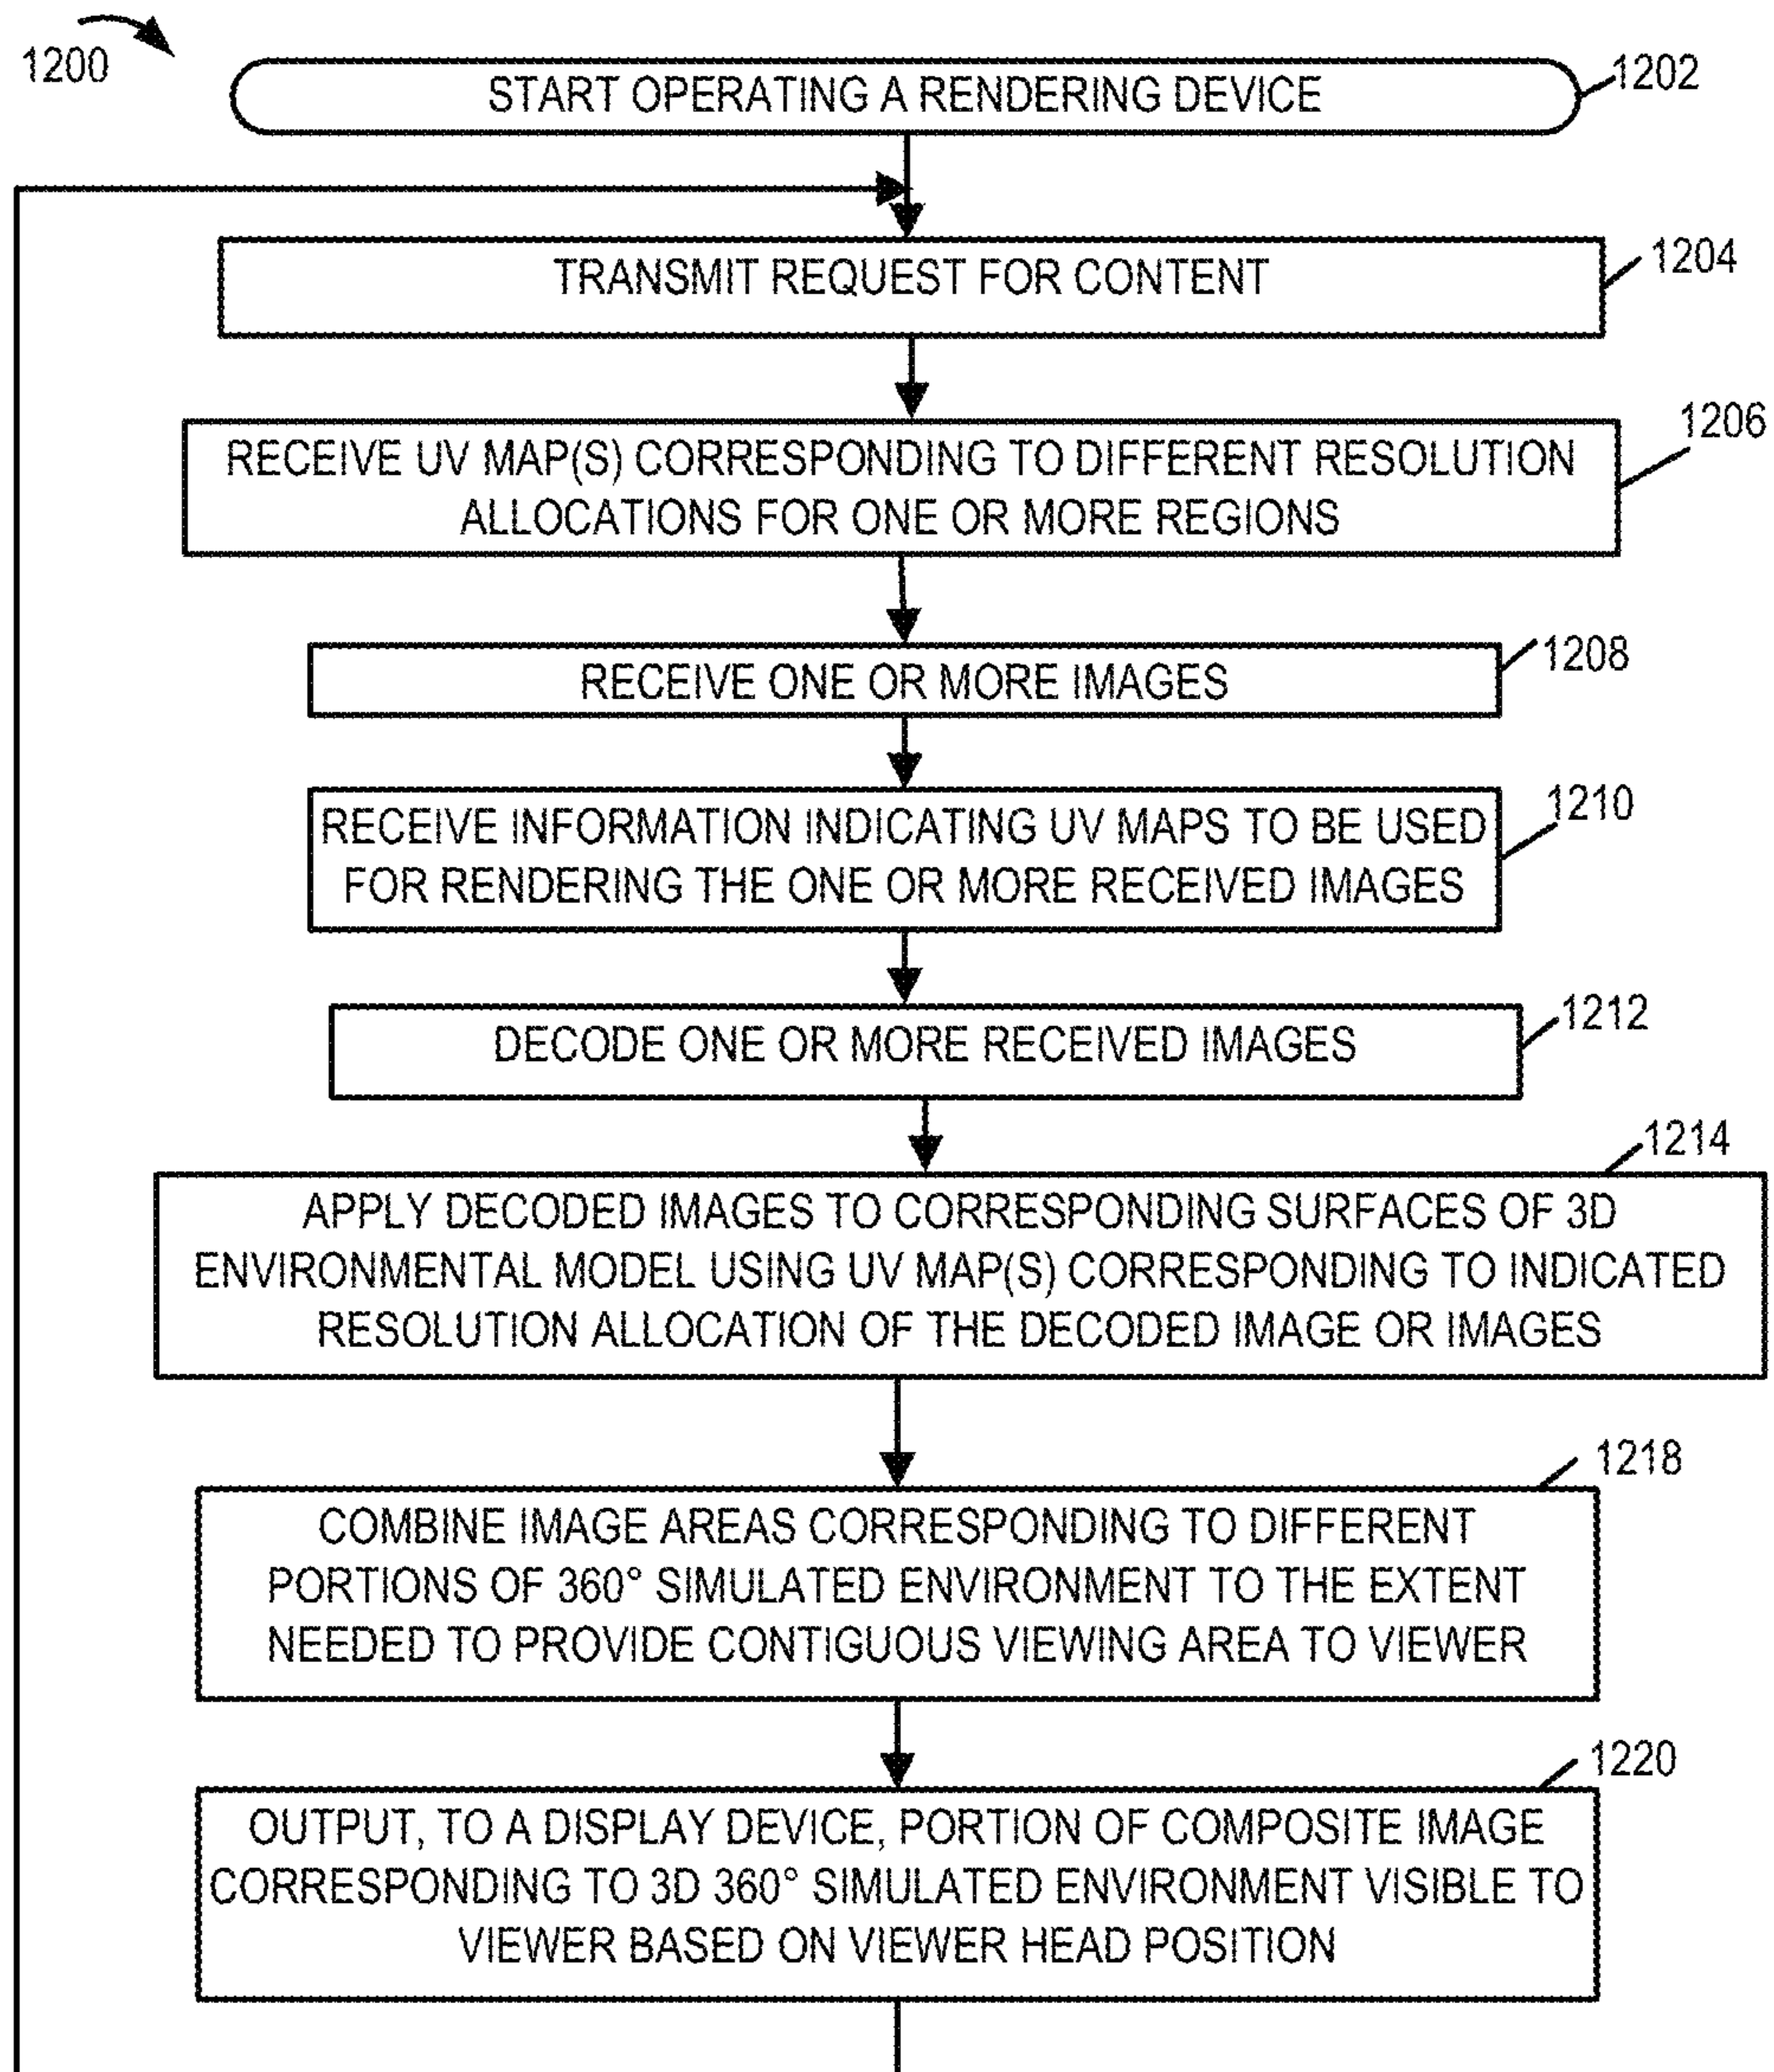 1200
START OPERATING A RENDERING DEVICE
1202
TRANSMIT REQUEST FOR CONTENT
1204
RECEIVE UV MAP(S) CORRESPONDING TO DIFFERENT RESOLUTION
ALLOCATIONS FOR ONE OR MORE REGIONS
1206
RECEIVE ONE OR MORE IMAGES
1208
RECEIVE INFORMATION INDICATING UV MAPS TO BE USED
FOR RENDERING THE ONE OR MORE RECEIVED IMAGES
1210
DECODE ONE OR MORE RECEIVED IMAGES
1212
1214
APPLY DECODED IMAGES TO CORRESPONDING SURFACES OF 3D
ENVIRONMENTAL MODEL USING UV MAP(S) CORRESPONDING TO INDICATED
RESOLUTION ALLOCATION OF THE DECODED IMAGE OR IMAGES
1218
COMBINE IMAGE AREAS CORRESPONDING TO DIFFERENT
PORTIONS OF 360° SIMULATED ENVIRONMENT TO THE EXTENT
NEEDED TO PROVIDE CONTIGUOUS VIEWING AREA TO VIEWER
1220
OUTPUT, TO A DISPLAY DEVICE, PORTION OF COMPOSITE IMAGE
CORRESPONDING TO 3D 360° SIMULATED ENVIRONMENT VISIBLE TO
VIEWER BASED ON VIEWER HEAD POSITION